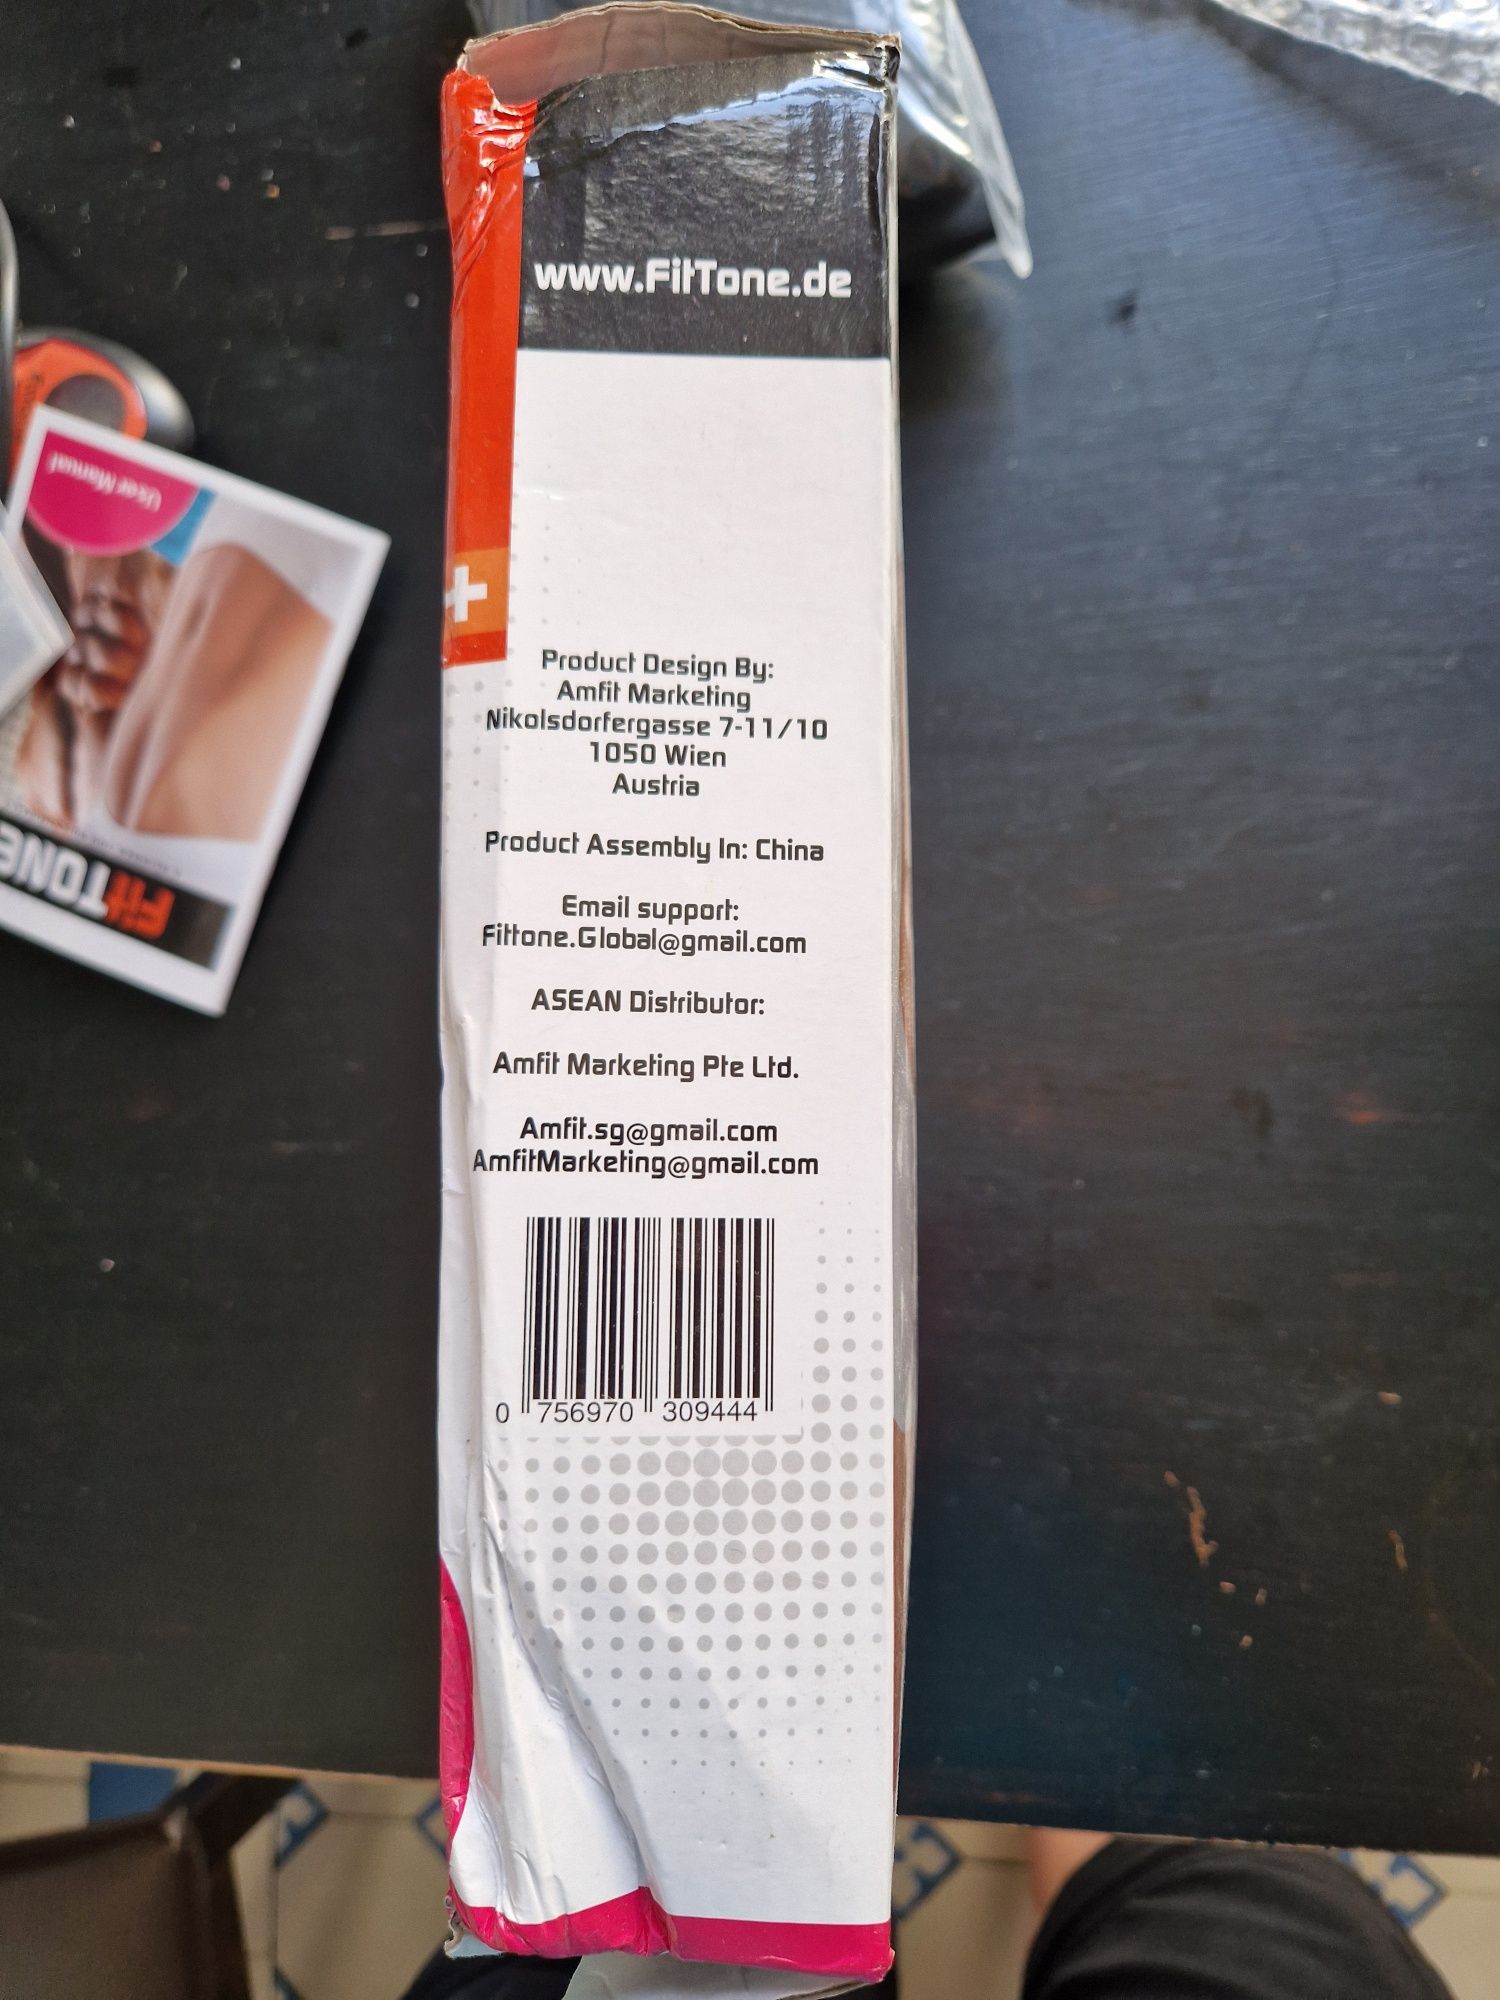 www.FitTone.de
Product Design By:
Amfit Marketing
Nikolsdorfergasse 7-11/10
1050 Wien
Austria
Product Assembly In: China
Email support:
Fittone.Global@gmail.com
ASEAN Distributor:
Amfit Marketing Pte Ltd.
Amfit.sg@gmail.com
AmfitMarketing@gmail.com
0 756970 309444
User Manual
FitTONE